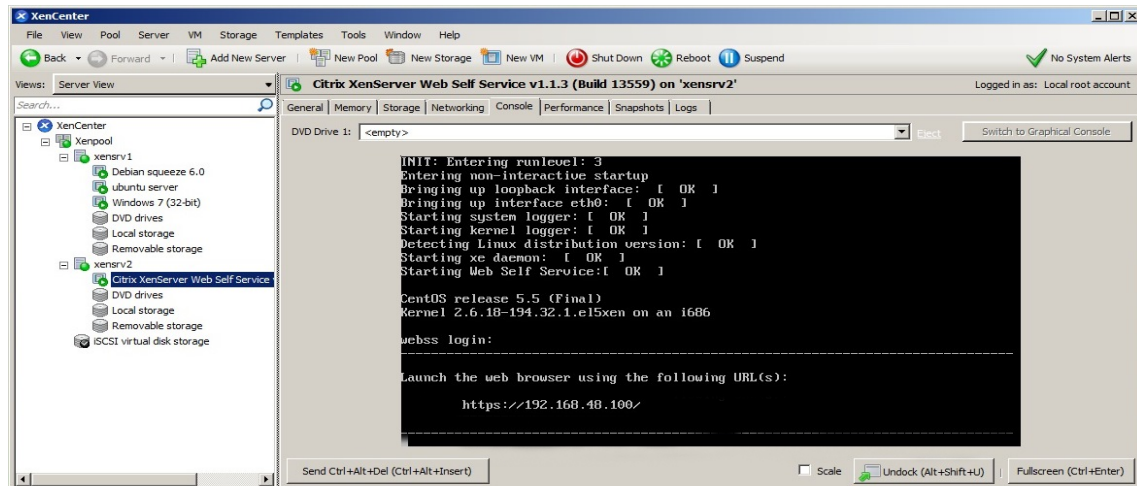 XenCenter
File View Pool Server VM Storage Templates Tools Window Help
Back Forward Add New Server New Pool New Storage New VM Shut Down Reboot Suspend No System Alerts
Views: Server View Citrix XenServer Web Self Service v1.1.3 (Build 13559) on 'xensrv2' Logged in as: Local root account
Search...
General Memory Storage Networking Console Performance Snapshots Logs
DVD Drive 1: <empty> Eject Switch to Graphical Console
XenCenter
Xenpool
xensrv1
Debian squeeze 6.0
ubuntu server
Windows 7 (32-bit)
DVD drives
Local storage
Removable storage
xensrv2
Citrix XenServer Web Self Service
DVD drives
Local storage
Removable storage
iSCSI virtual disk storage
INIT: Entering runlevel: 3
Entering non-interactive startup
Bringing up loopback interface: [ OK ]
Bringing up interface eth0: [ OK ]
Starting system logger: [ OK ]
Starting kernel logger: [ OK ]
Detecting Linux distribution version: [ OK ]
Starting xe daemon: [ OK ]
Starting Web Self Service:[ OK ]
CentOS release 5.5 (Final)
Kernel 2.6.18-194.32.1.el5xen on an i686
webss login:
Launch the web browser using the following URL(s):
https://192.168.48.100/
Send Ctrl+Alt+Del (Ctrl+Alt+Insert) Scale Undock (Alt+Shift+U) Fullscreen (Ctrl+Enter)